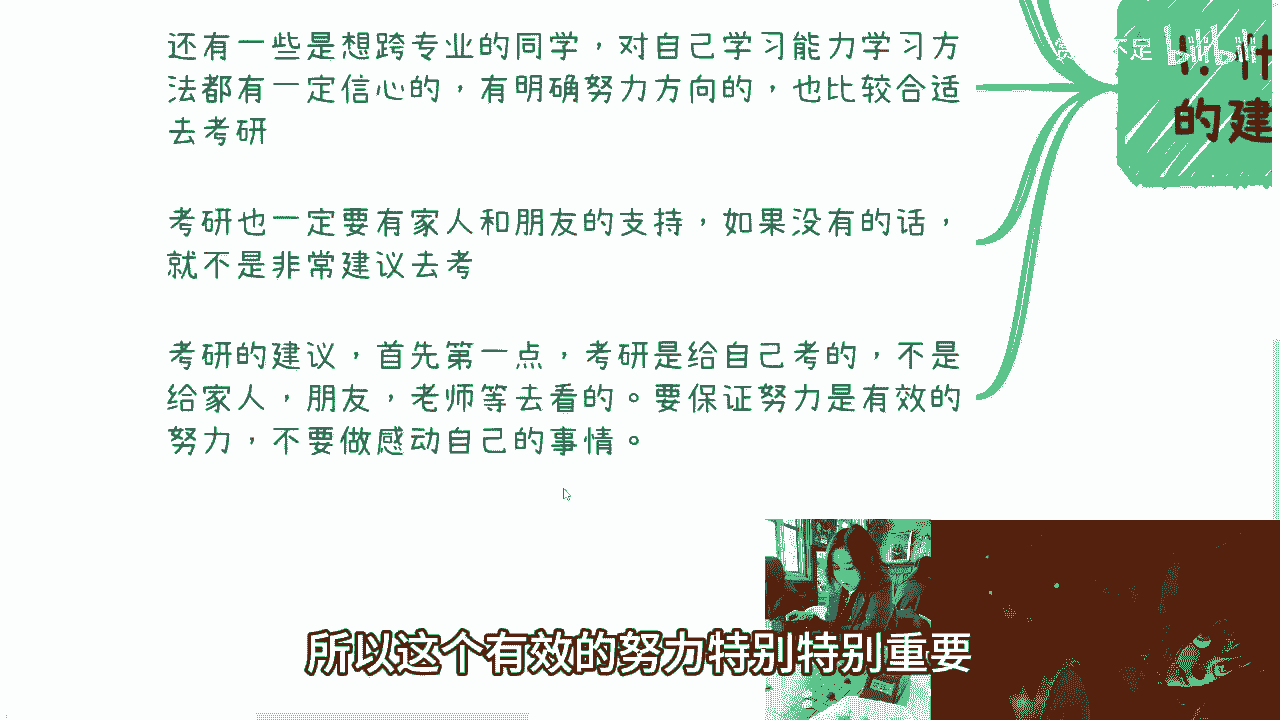 还有一些是想跨专业的同学，对自己学习能力学习方
法都有一定信心的，有明确努力方向的，也比较合适
去考研
考研也一定要有家人和朋友的支持，如果没有的话，
就不是非常建议去考
考研的建议，首先第一点，考研是给自己考的，不是
给家人，朋友，老师等去看的。要保证努力是有效的
努力，不要做感动自己的事情。
不足 bilibili
的建
所以这个有效的努力特别特别重要